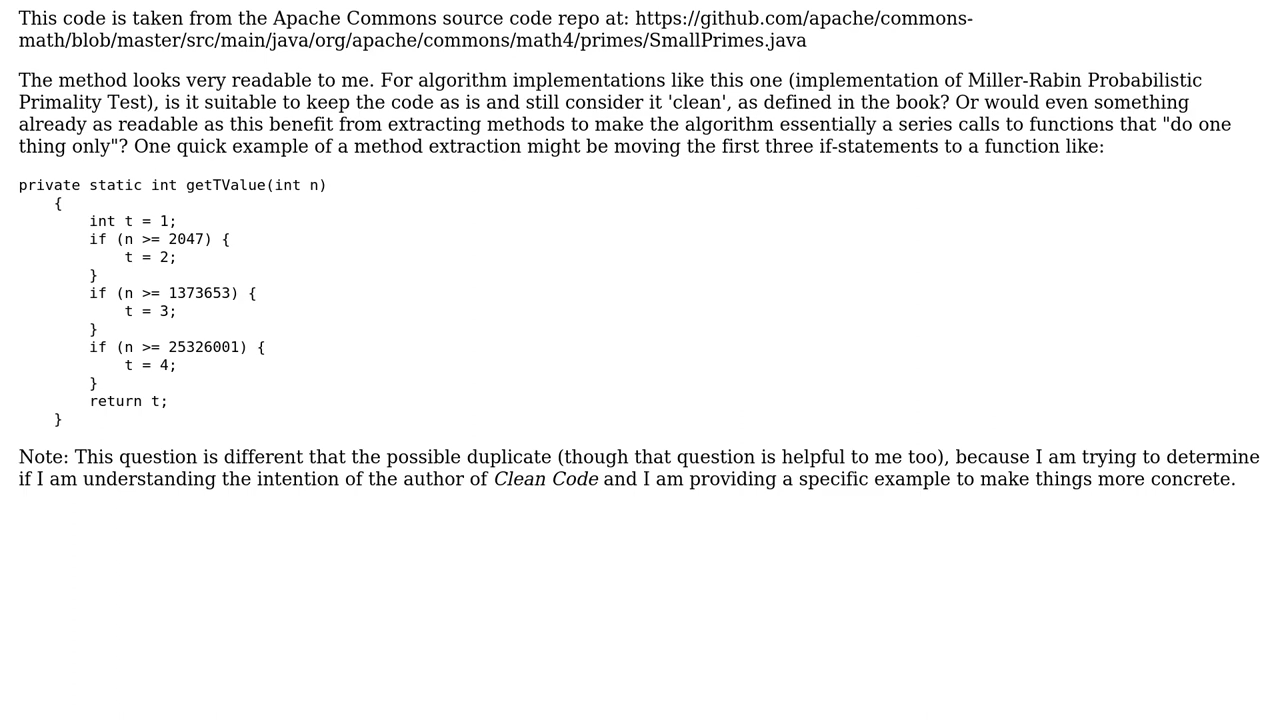 This code is taken from the Apache Commons source code repo at: https://github.com/apache/commons-
math/blob/master/src/main/java/org/apache/commons/math4/primes/SmallPrimes.java
The method looks very readable to me. For algorithm implementations like this one (implementation of Miller-Rabin Probabilistic
Primality Test), is it suitable to keep the code as is and still consider it 'clean', as defined in the book? Or would even something
already as readable as this benefit from extracting methods to make the algorithm essentially a series calls to functions that "do one
thing only"? One quick example of a method extraction might be moving the first three if-statements to a function like:
private static int getTValue(int n)
    {
        int t = 1;
        if (n >= 2047) {
            t = 2;
        }
        if (n >= 1373653) {
            t = 3;
        }
        if (n >= 25326001) {
            t = 4;
        }
        return t;
    }
Note: This question is different that the possible duplicate (though that question is helpful to me too), because I am trying to determine
if I am understanding the intention of the author of Clean Code and I am providing a specific example to make things more concrete.